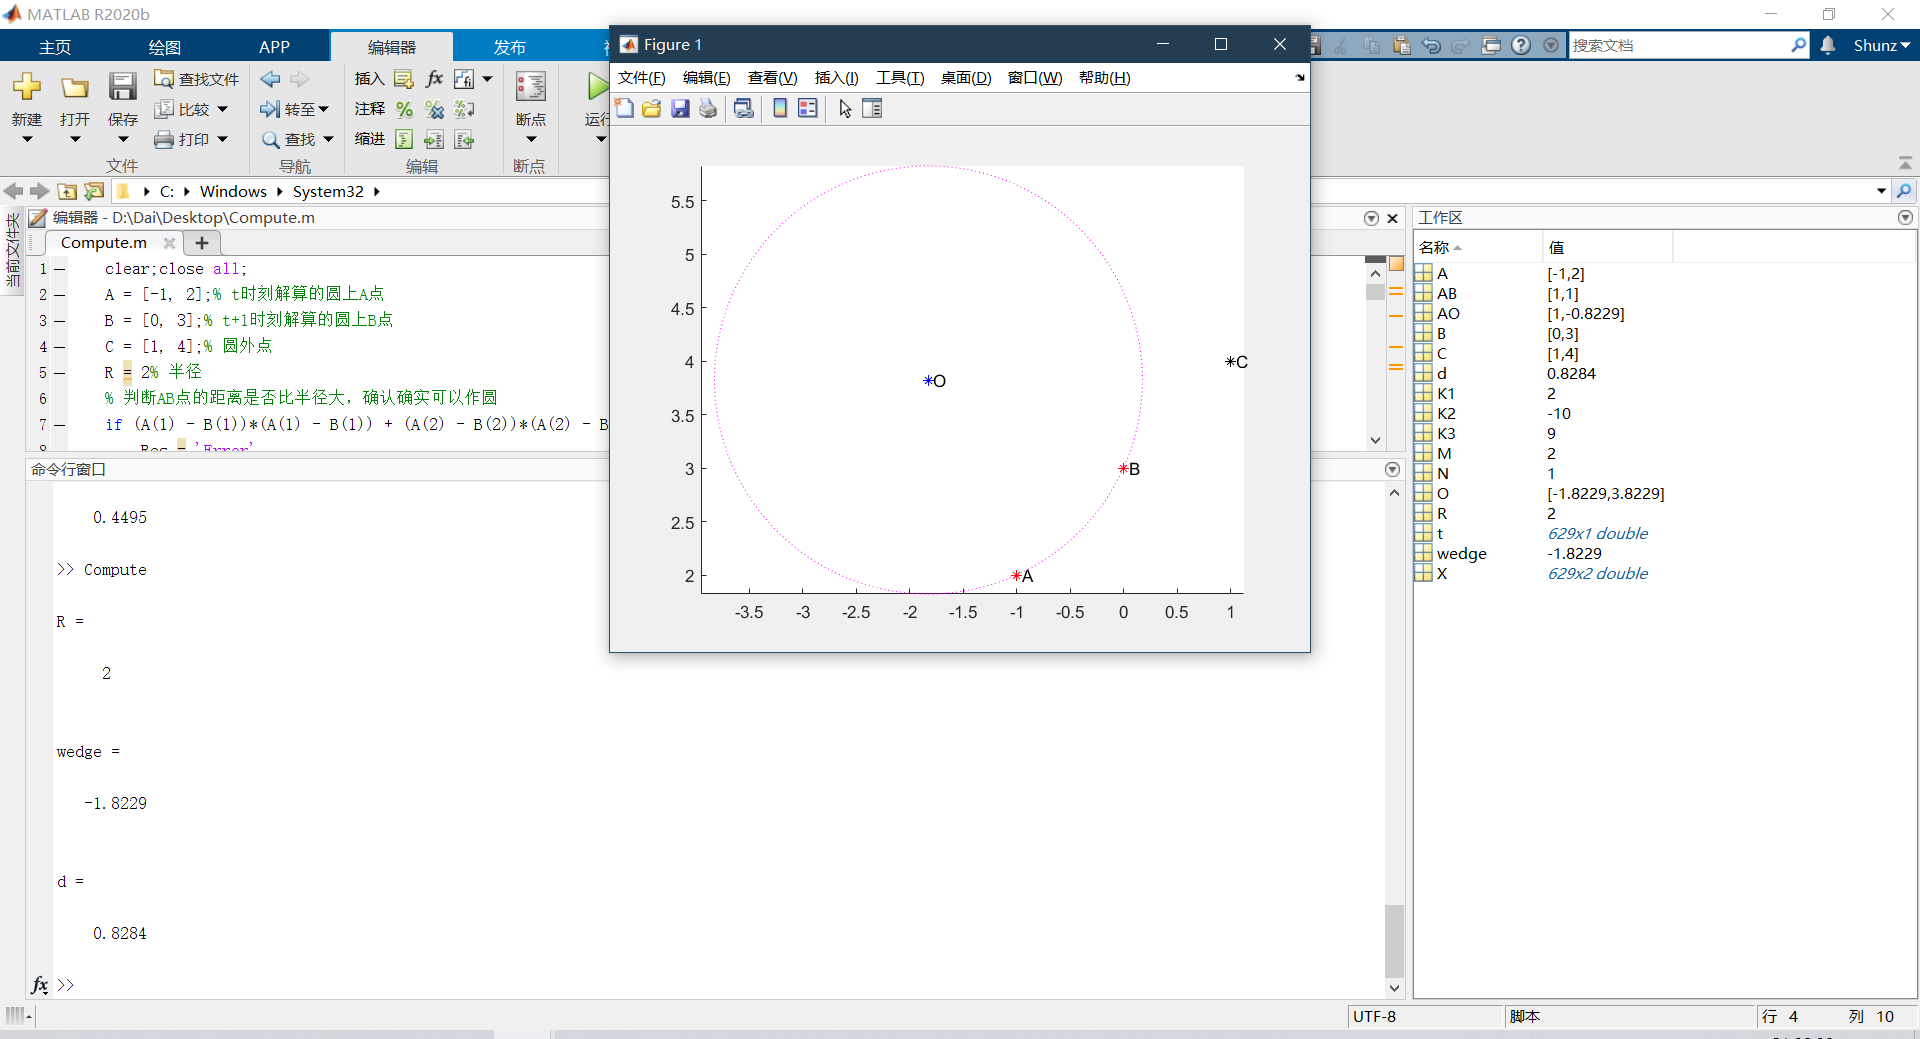 MATLAB R2020b
主页 绘图 APP 编辑器 发布
搜索文档
Shunz
新建 打开 保存 查找文件 比较 打印
转至 查找
插入 fx
注释
缩进
断点
运行
文件 导航 编辑 断点
C: Windows System32
当前文件夹
编辑器 - D:\Dai\Desktop\Compute.m
Compute.m
1 clear;close all;
2 A = [-1, 2];% t时刻解算的圆上A点
3 B = [0, 3];% t+1时刻解算的圆上B点
4 C = [1, 4];% 圆外点
5 R = 2% 半径
6 % 判断AB点的距离是否比半径大，确认确实可以作圆
7 if (A(1) - B(1))*(A(1) - B(1)) + (A(2) - B(2))*(A(2) - B
8 Res = 'Error'
命令行窗口
0.4495
>> Compute
R =
2
wedge =
-1.8229
d =
0.8284
fx >>
Figure 1
文件(F) 编辑(E) 查看(V) 插入(I) 工具(T) 桌面(D) 窗口(W) 帮助(H)
5.5
5
4.5
4
3.5
3
2.5
2
-3.5 -3 -2.5 -2 -1.5 -1 -0.5 0 0.5 1
O
C
B
A
工作区
名称 值
A [-1,2]
AB [1,1]
AO [1,-0.8229]
B [0,3]
C [1,4]
d 0.8284
K1 2
K2 -10
K3 9
M 2
N 1
O [-1.8229,3.8229]
R 2
t 629x1 double
wedge -1.8229
X 629x2 double
UTF-8 脚本 行 4 列 10